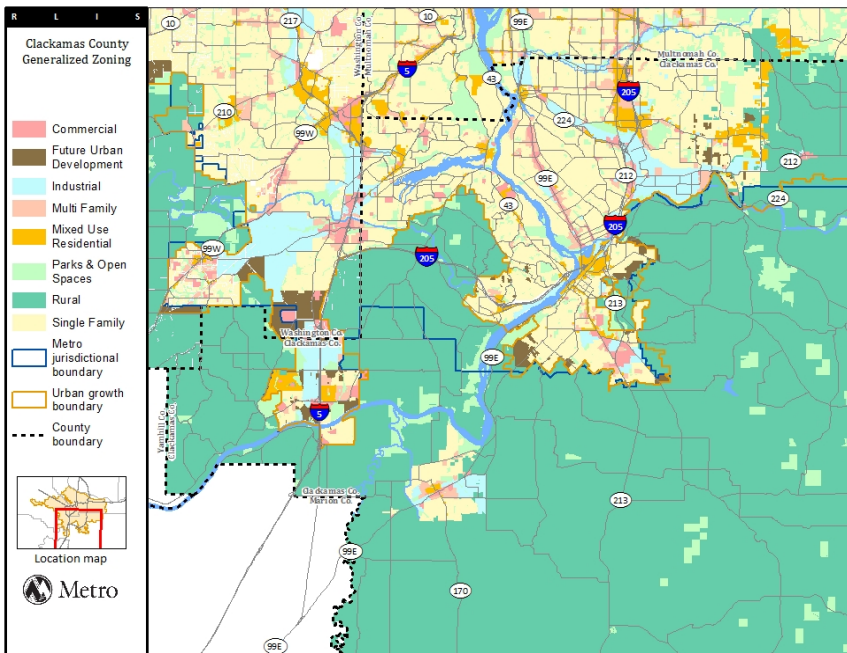 R L I S
Clackamas County
Generalized Zoning
Commercial
Future Urban
Development
Industrial
Multi Family
Mixed Use
Residential
Parks & Open
Spaces
Rural
Single Family
Metro
jurisdictional
boundary
Urban growth
boundary
County
boundary
Location map
Metro
10
217
10
99E
Washington Co.
Multnomah Co.
5
43
Multnomah Co.
Clackamas Co.
205
210
99W
224
212
99E
212
224
43
205
99W
205
213
Washington Co.
Clackamas Co.
99E
5
Yamhill Co.
Clackamas Co.
Clackamas Co.
Marion Co.
213
99E
170
99E